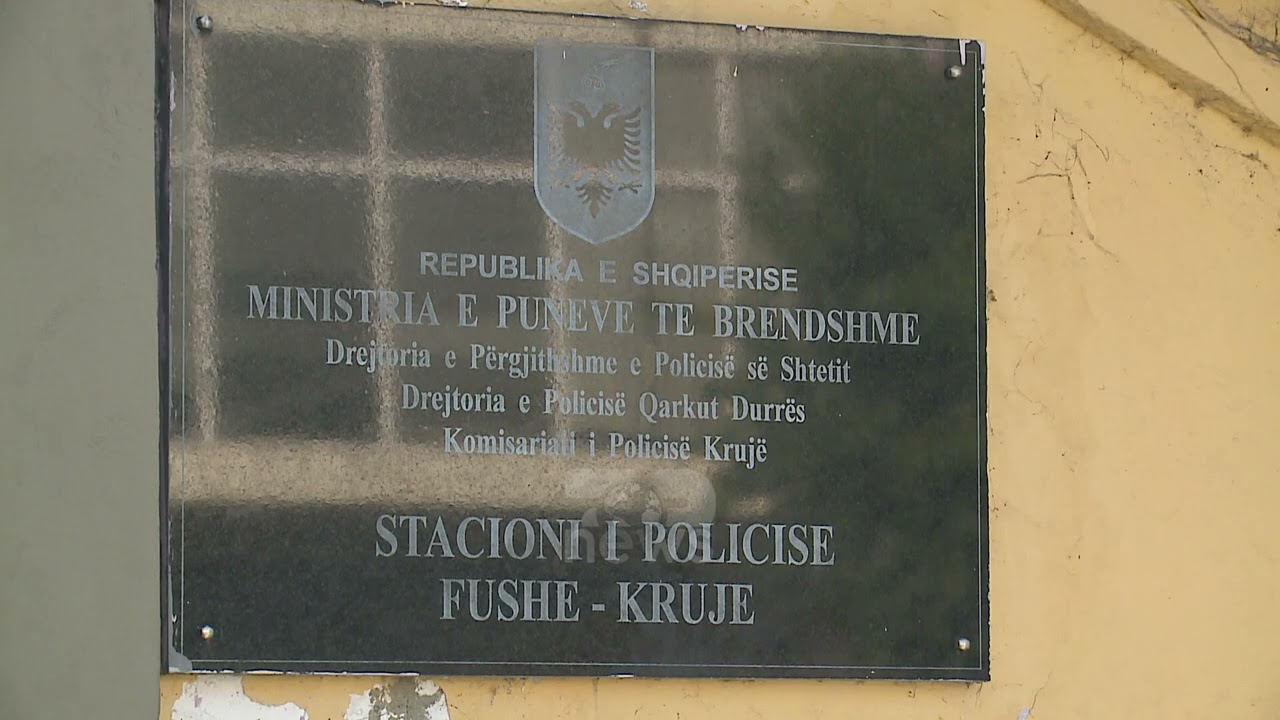 REPUBLIKA E SHQIPERISE
MINISTRIA E PUNEVE TE BRENDSHME
Drejtoria e Përgjithshme e Policisë së Shtetit
Drejtoria e Policisë Qarkut Durrës
Komisariati i Policisë Krujë
STACIONI I POLICISE
news
FUSHE - KRUJE